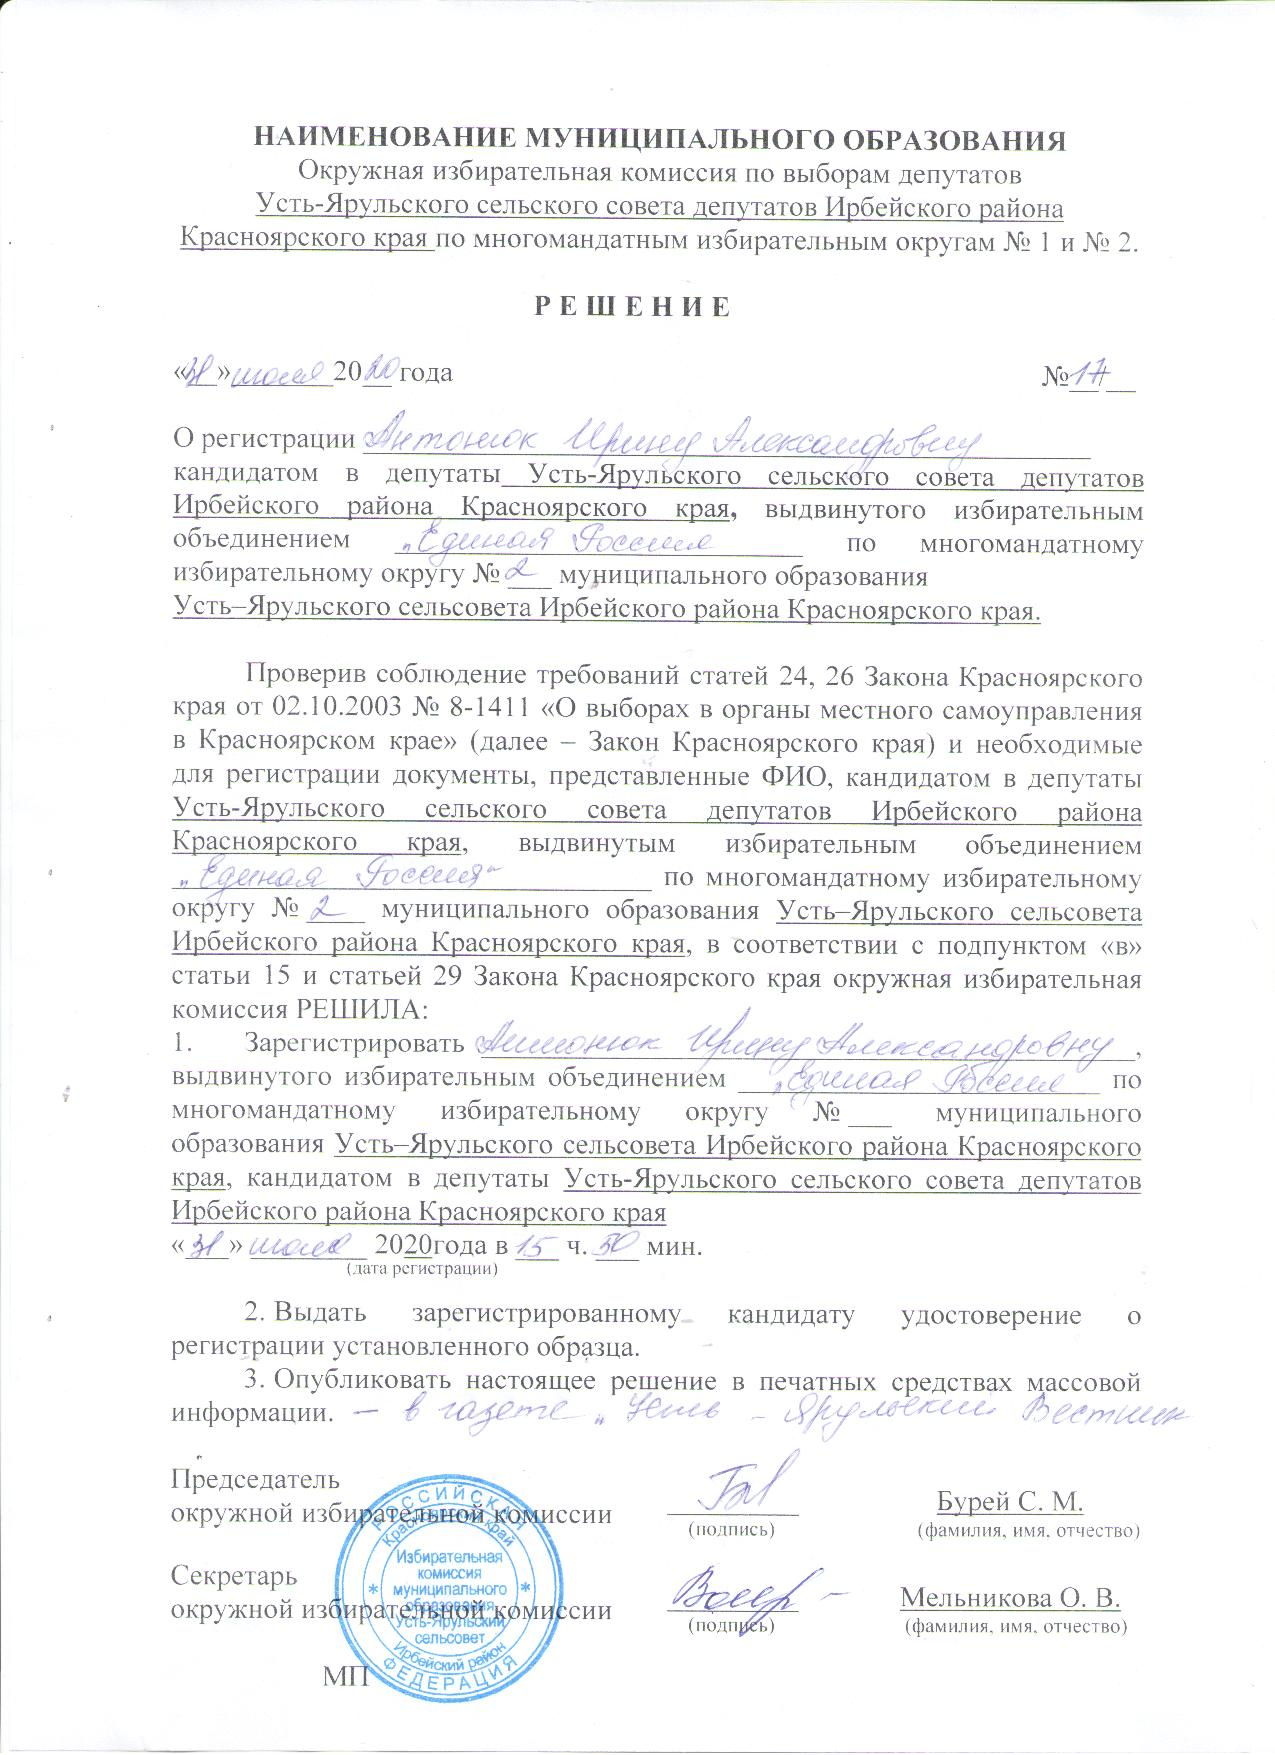 НАИМЕНОВАНИЕ МУНИЦИПАЛЬНОГО ОБРАЗОВАНИЯ
Окружная избирательная комиссия по выборам депутатов
Усть-Ярульского сельского совета депутатов Ирбейского района
Красноярского края по многомандатным избирательным округам № 1 и № 2.
Р Е Ш Е Н И Е
«31» июля 2020 года №17
О регистрации Антонюк Ирину Александровну
кандидатом в депутаты Усть-Ярульского сельского совета депутатов
Ирбейского района Красноярского края, выдвинутого избирательным
объединением „Единая Россия по многомандатному
избирательному округу № 2 муниципального образования
Усть–Ярульского сельсовета Ирбейского района Красноярского края.
Проверив соблюдение требований статей 24, 26 Закона Красноярского
края от 02.10.2003 № 8-1411 «О выборах в органы местного самоуправления
в Красноярском крае» (далее – Закон Красноярского края) и необходимые
для регистрации документы, представленные ФИО, кандидатом в депутаты
Усть-Ярульского сельского совета депутатов Ирбейского района
Красноярского края, выдвинутым избирательным объединением
„Единая Россия“ по многомандатному избирательному
округу № 2 муниципального образования Усть–Ярульского сельсовета
Ирбейского района Красноярского края, в соответствии с подпунктом «в»
статьи 15 и статьей 29 Закона Красноярского края окружная избирательная
комиссия РЕШИЛА:
1. Зарегистрировать Антонюк Ирину Александровну,
выдвинутого избирательным объединением „Единая Россия по
многомандатному избирательному округу № ___ муниципального
образования Усть–Ярульского сельсовета Ирбейского района Красноярского
края, кандидатом в депутаты Усть-Ярульского сельского совета депутатов
Ирбейского района Красноярского края
«31» июля 2020года в 15 ч. 50 мин.
(дата регистрации)
2. Выдать зарегистрированному кандидату удостоверение о
регистрации установленного образца.
3. Опубликовать настоящее решение в печатных средствах массовой
информации. – в газете „Усть - Ярульский Вестник
Председатель
окружной избирательной комиссии Бурей С. М.
(подпись) (фамилия, имя, отчество)
Секретарь
окружной избирательной комиссии Мельникова О. В.
(подпись) (фамилия, имя, отчество)
МП
РОССИЙСКАЯ ФЕДЕРАЦИЯ
Красноярский край
Избирательная
комиссия
муниципального
образования
Усть-Ярульский
сельсовет
Ирбейский район